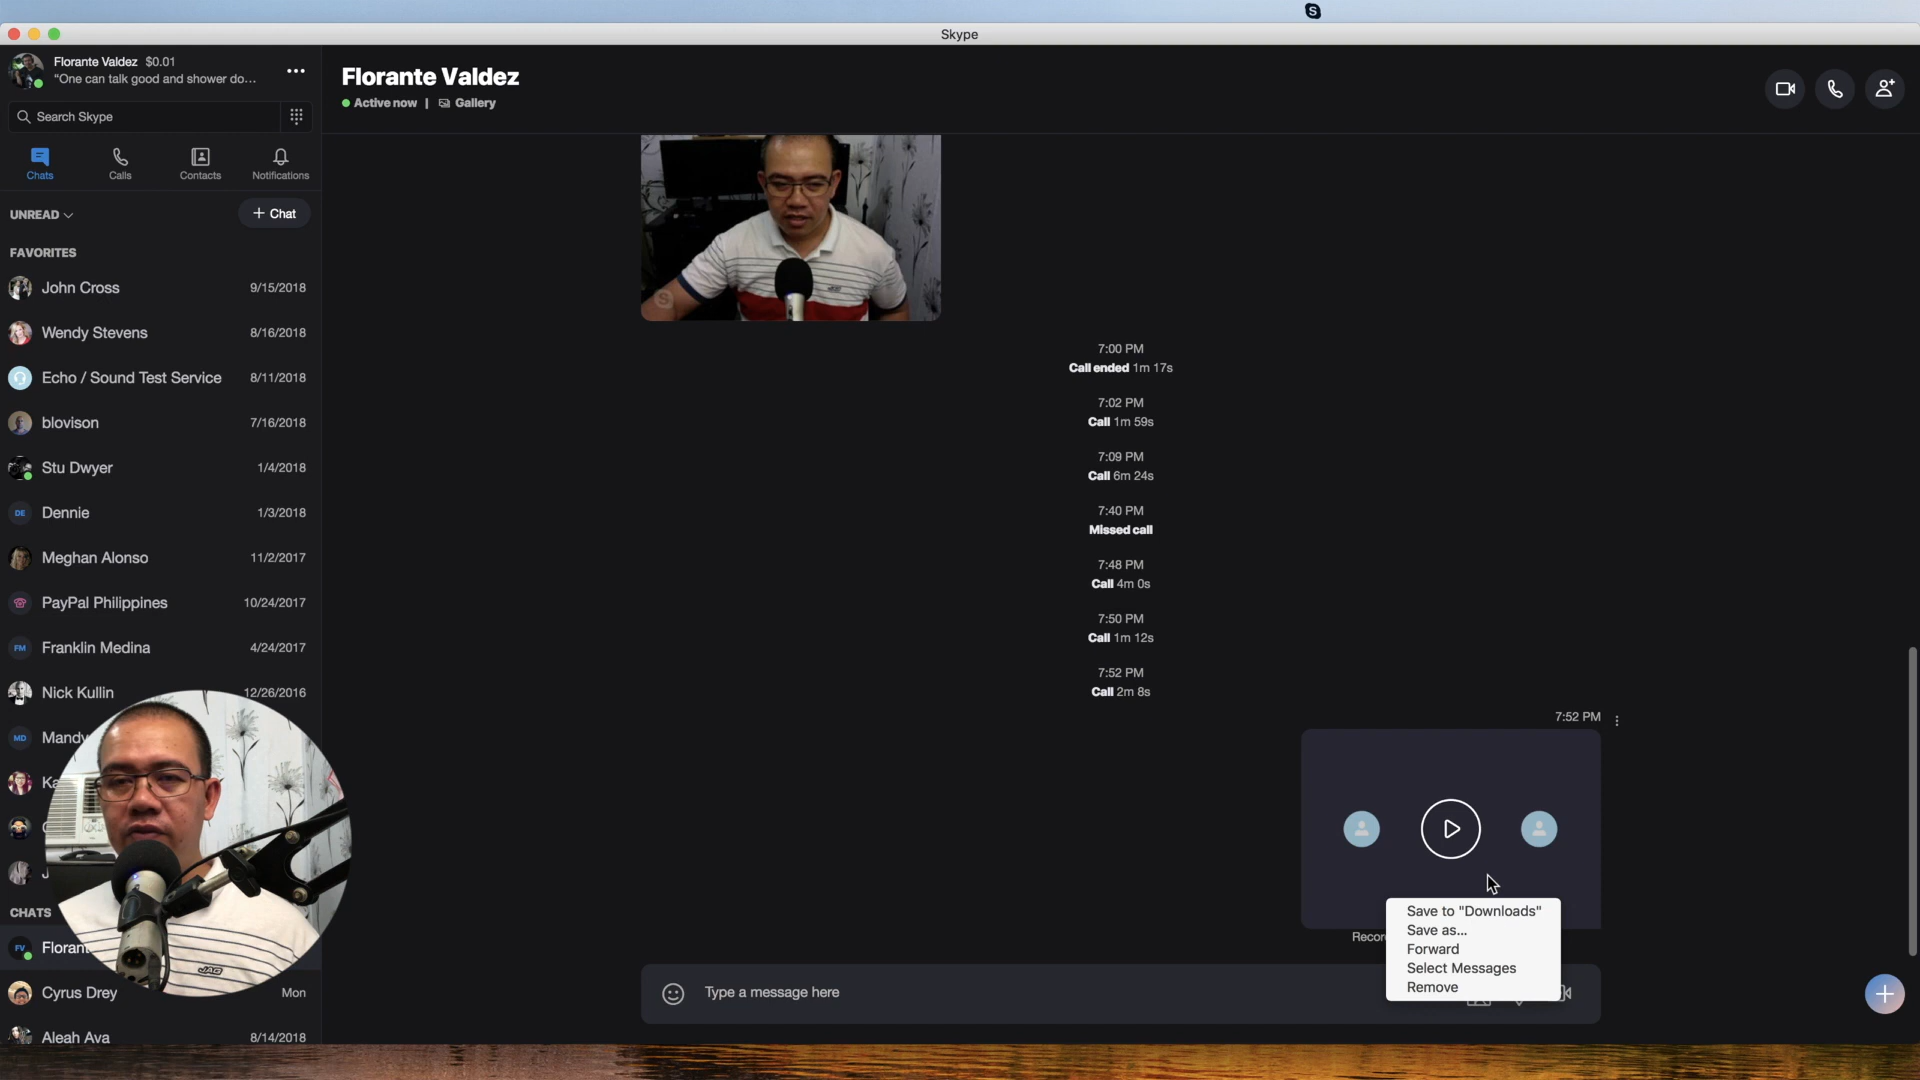 Skype
Florante Valdez $0.01
"One can talk good and shower do...
Search Skype
Chats
Calls
Contacts
Notifications
UNREAD
+ Chat
FAVORITES
John Cross 9/15/2018
Wendy Stevens 8/16/2018
Echo / Sound Test Service 8/11/2018
blovison 7/16/2018
Stu Dwyer 1/4/2018
DE Dennie 1/3/2018
Meghan Alonso 11/2/2017
PayPal Philippines 10/24/2017
FM Franklin Medina 4/24/2017
Nick Kullin 12/26/2016
MD Mandy
CHATS
FV Florant
Cyrus Drey Mon
Aleah Ava 8/14/2018
JAG
Florante Valdez
Active now | Gallery
7:00 PM
Call ended 1m 17s
7:02 PM
Call 1m 59s
7:09 PM
Call 6m 24s
7:40 PM
Missed call
7:48 PM
Call 4m 0s
7:50 PM
Call 1m 12s
7:52 PM
Call 2m 8s
7:52 PM
Save to "Downloads"
Save as...
Forward
Select Messages
Remove
Type a message here